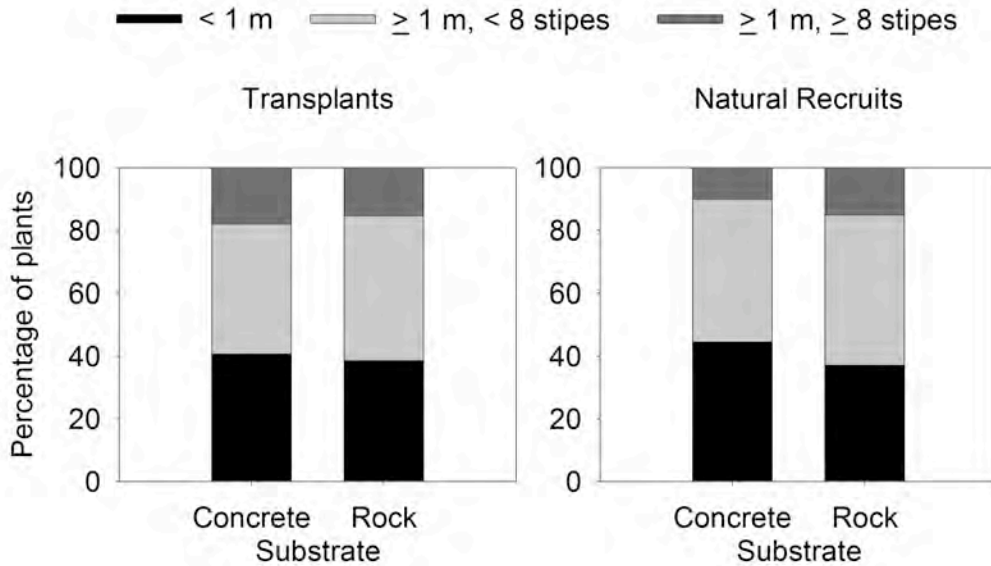 < 1 m ≥ 1 m, < 8 stipes ≥ 1 m, ≥ 8 stipes
Transplants
Percentage of plants
100
80
60
40
20
0
Concrete Rock
Substrate
Natural Recruits
100
80
60
40
20
0
Concrete Rock
Substrate